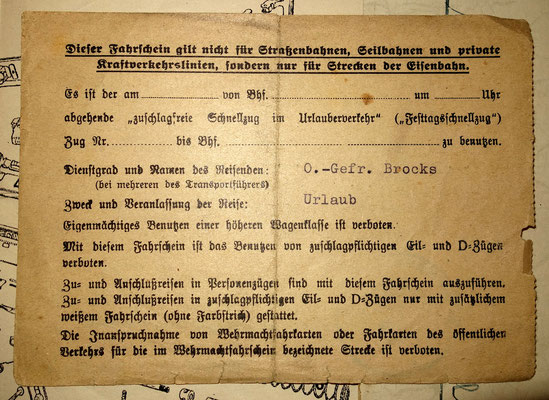 Dieser Fahrschein gilt nicht für Straßenbahnen, Seilbahnen und private
Kraftverkehrslinien, sondern nur für Strecken der Eisenbahn.
Es ist der am ........ von Bhf. ........ um ........ Uhr
abgehende „zuschlagfreie Schnellzug im Urlauberverkehr“ („Festtagsschnellzug“)
Zug Nr. ........ bis Bhf. ........ zu benutzen.
Dienstgrad und Namen des Reisenden: O.-Gefr. Brocks
(bei mehreren des Transportführers)
Zweck und Veranlassung der Reise: Urlaub
Eigenmächtiges Benutzen einer höheren Wagenklasse ist verboten.
Mit diesem Fahrschein ist das Benutzen von zuschlagpflichtigen Eil- und D-Zügen
verboten.
Zu- und Anschlußreisen in Personenzügen sind mit diesem Fahrschein auszuführen.
Zu- und Anschlußreisen in zuschlagpflichtigen Eil- und D-Zügen nur mit zusätzlichem
weißem Fahrschein (ohne Farbstrich) gestattet.
Die Inanspruchnahme von Wehrmachtfahrkarten oder Fahrkarten des öffentlichen
Verkehrs für die im Wehrmachtfahrschein bezeichnete Strecke ist verboten.